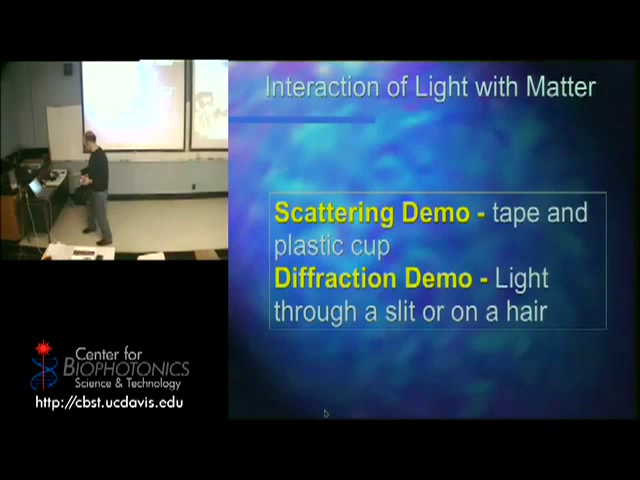 Interaction of Light with Matter
Scattering Demo - tape and
plastic cup
Diffraction Demo - Light
through a slit or on a hair
Center for
BIOPHOTONICS
Science & Technology
http://cbst.ucdavis.edu